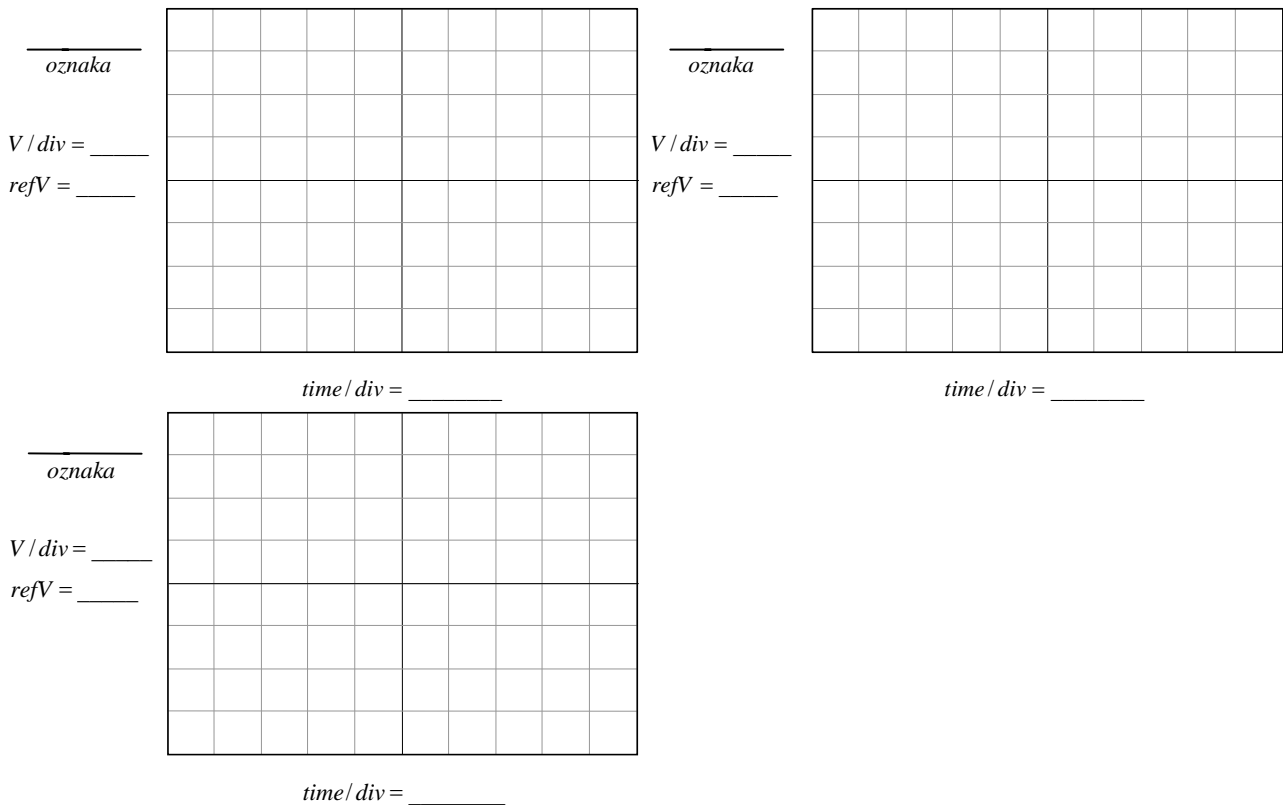 oznaka
V / div = _____
refV = _____
time / div = ________
oznaka
V / div = _____
refV = _____
time / div = ________
oznaka
V / div = _____
refV = _____
time / div = ________